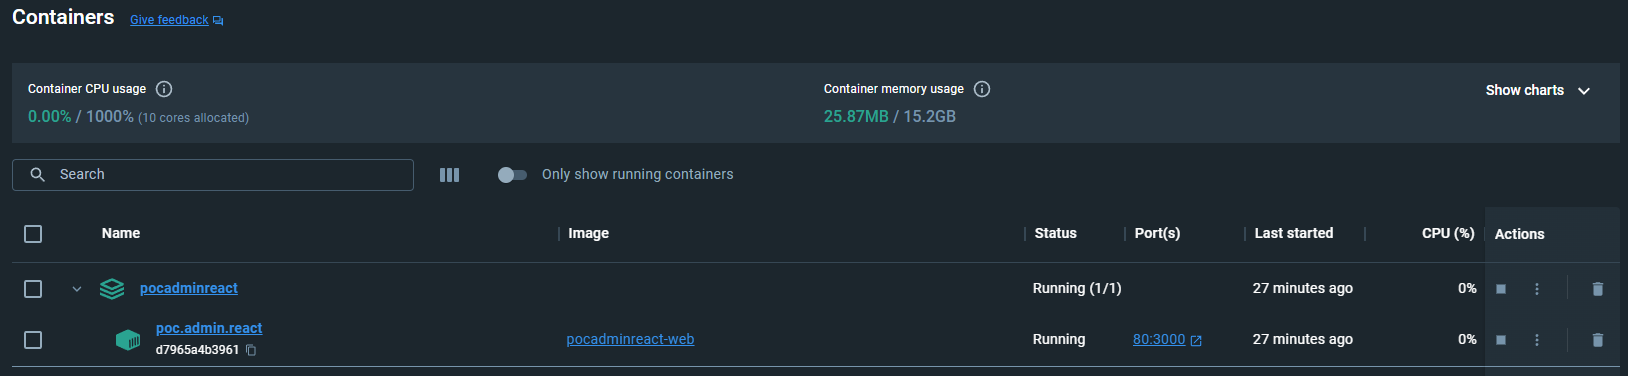 Containers Give feedback
Container CPU usage Container memory usage Show charts
0.00% / 1000% (10 cores allocated) 25.87MB / 15.2GB
Search Only show running containers
Name Image Status Port(s) Last started CPU (%) Actions
pocadminreact Running (1/1) 27 minutes ago 0%
poc.admin.react pocadminreact-web Running 80:3000 27 minutes ago 0%
d7965a4b3961